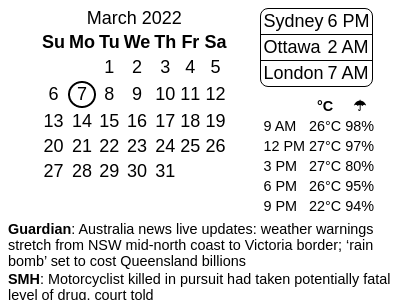 March 2022
Su Mo Tu We Th Fr Sa
1 2 3 4 5
6 7 8 9 10 11 12
13 14 15 16 17 18 19
20 21 22 23 24 25 26
27 28 29 30 31
Sydney 6 PM
Ottawa 2 AM
London 7 AM
°C ☂
9 AM 26°C 98%
12 PM 27°C 97%
3 PM 27°C 80%
6 PM 26°C 95%
9 PM 22°C 94%
Guardian: Australia news live updates: weather warnings
stretch from NSW mid-north coast to Victoria border; ‘rain
bomb’ set to cost Queensland billions
SMH: Motorcyclist killed in pursuit had taken potentially fatal
level of drug, court told